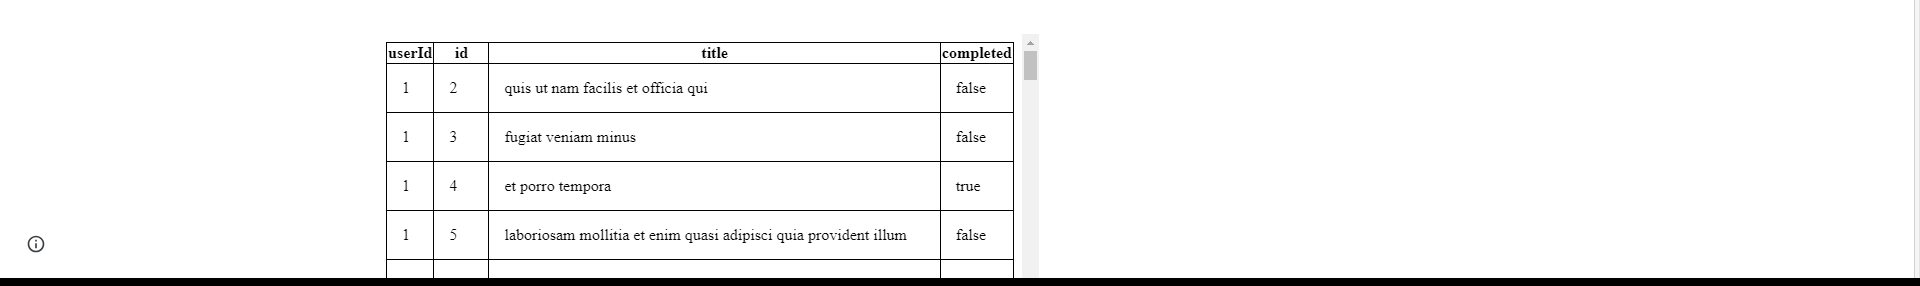 userId id title completed
1 2 quis ut nam facilis et officia qui false
1 3 fugiat veniam minus false
1 4 et porro tempora true
1 5 laboriosam mollitia et enim quasi adipisci quia provident illum false